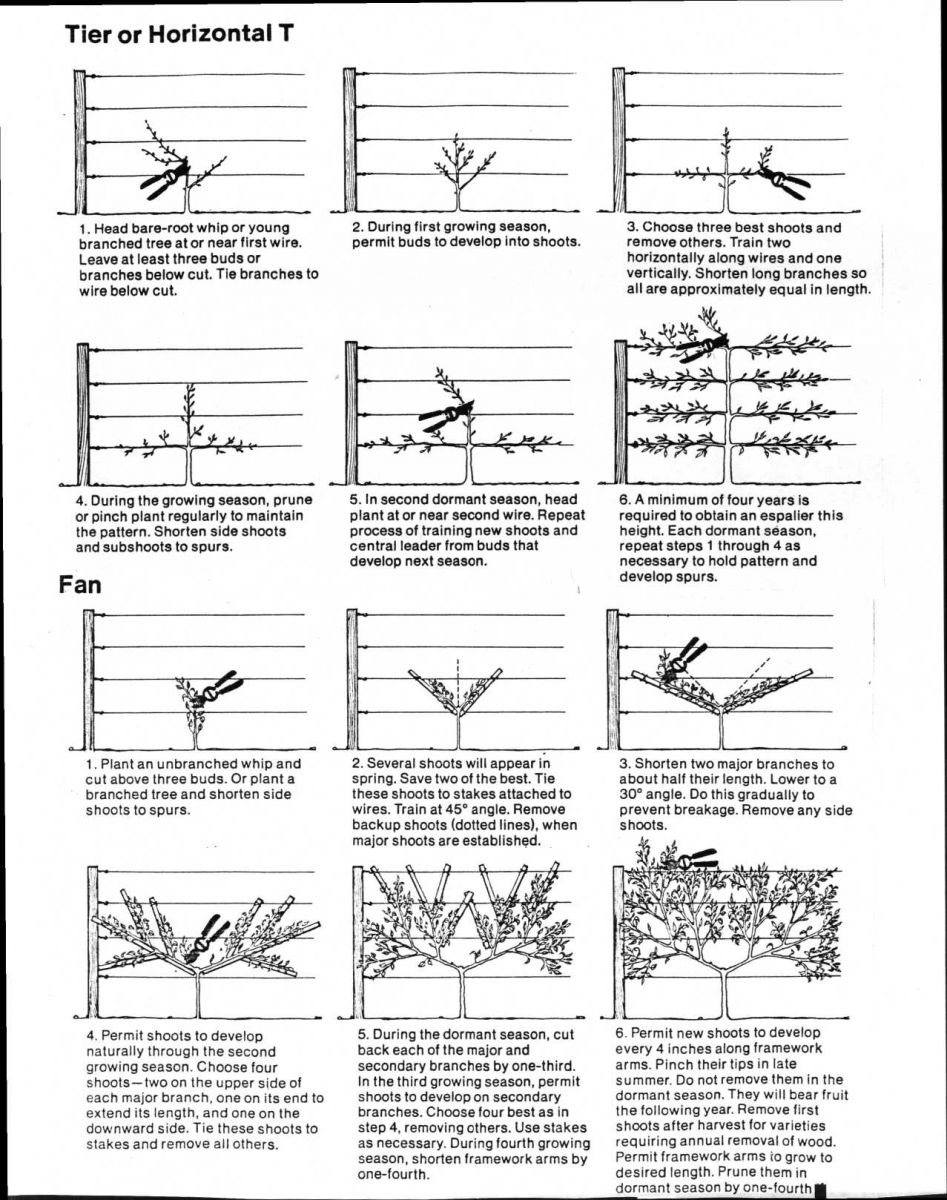 Tier or Horizontal T
1. Head bare-root whip or young
branched tree at or near first wire.
Leave at least three buds or
branches below cut. Tie branches to
wire below cut.
2. During first growing season,
permit buds to develop into shoots.
3. Choose three best shoots and
remove others. Train two
horizontally along wires and one
vertically. Shorten long branches so
all are approximately equal in length.
4. During the growing season, prune
or pinch plant regularly to maintain
the pattern. Shorten side shoots
and subshoots to spurs.
5. In second dormant season, head
plant at or near second wire. Repeat
process of training new shoots and
central leader from buds that
develop next season.
6. A minimum of four years is
required to obtain an espalier this
height. Each dormant season,
repeat steps 1 through 4 as
necessary to hold pattern and
develop spurs.
Fan
1. Plant an unbranched whip and
cut above three buds. Or plant a
branched tree and shorten side
shoots to spurs.
2. Several shoots will appear in
spring. Save two of the best. Tie
these shoots to stakes attached to
wires. Train at 45° angle. Remove
backup shoots (dotted lines), when
major shoots are established.
3. Shorten two major branches to
about half their length. Lower to a
30° angle. Do this gradually to
prevent breakage. Remove any side
shoots.
4. Permit shoots to develop
naturally through the second
growing season. Choose four
shoots—two on the upper side of
each major branch, one on its end to
extend its length, and one on the
downward side. Tie these shoots to
stakes and remove all others.
5. During the dormant season, cut
back each of the major and
secondary branches by one-third.
In the third growing season, permit
shoots to develop on secondary
branches. Choose four best as in
step 4, removing others. Use stakes
as necessary. During fourth growing
season, shorten framework arms by
one-fourth.
6. Permit new shoots to develop
every 4 inches along framework
arms. Pinch their tips in late
summer. Do not remove them in the
dormant season. They will bear fruit
the following year. Remove first
shoots after harvest for varieties
requiring annual removal of wood.
Permit framework arms to grow to
desired length. Prune them in
dormant season by one-fourth